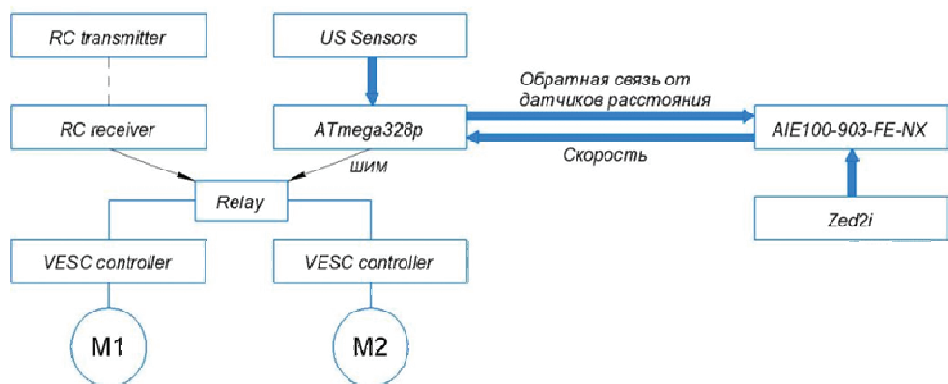 RC transmitter
US Sensors
Обратная связь от
датчиков расстояния
RC receiver
ATmega328p
AIE100-903-FE-NX
Скорость
шим
Relay
Zed2i
VESC controller
VESC controller
M1
M2